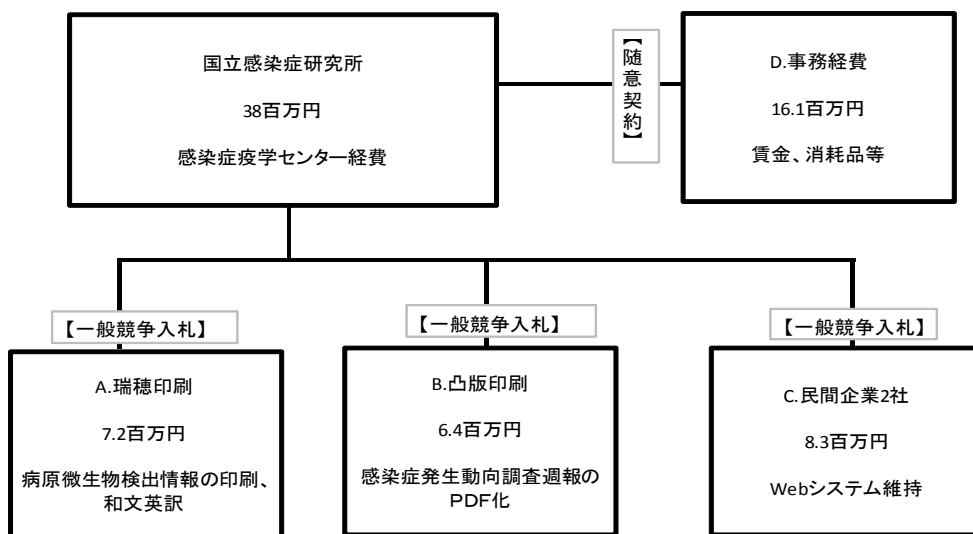 国立感染症研究所
38百万円
感染症疫学センター経費
【随意契約】
D.事務経費
16.1百万円
賃金、消耗品等
【一般競争入札】
A.瑞穂印刷
7.2百万円
病原微生物検出情報の印刷、
和文英訳
【一般競争入札】
B.凸版印刷
6.4百万円
感染症発生動向調査週報の
PDF化
【一般競争入札】
C.民間企業2社
8.3百万円
Webシステム維持